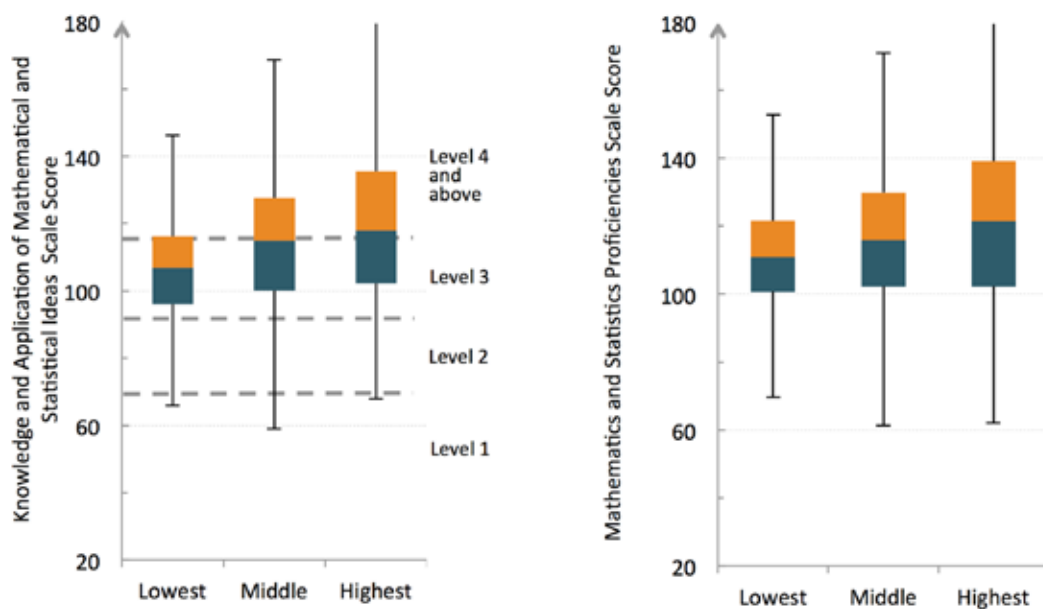 Knowledge and Application of Mathematical and
Statistical Ideas Scale Score
180
140
100
60
20
Level 4
and
above
Level 3
Level 2
Level 1
Lowest
Middle
Highest
Mathematics and Statistics Proficiencies Scale Score
180
140
100
60
20
Lowest
Middle
Highest